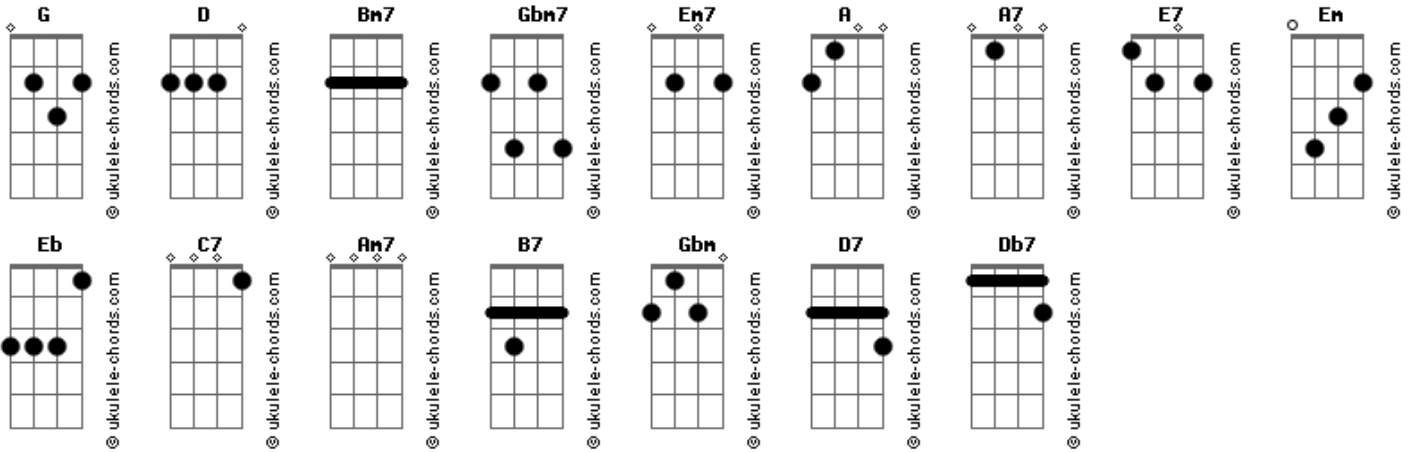 G D Bm7 Gbm7 Em7 A A7 E7 Em
© ukulele-chords.com © ukulele-chords.com © ukulele-chords.com © ukulele-chords.com © ukulele-chords.com © ukulele-chords.com © ukulele-chords.com © ukulele-chords.com © ukulele-chords.com
Eb C7 Am7 B7 Gbm D7 Db7
© ukulele-chords.com © ukulele-chords.com © ukulele-chords.com © ukulele-chords.com © ukulele-chords.com © ukulele-chords.com © ukulele-chords.com